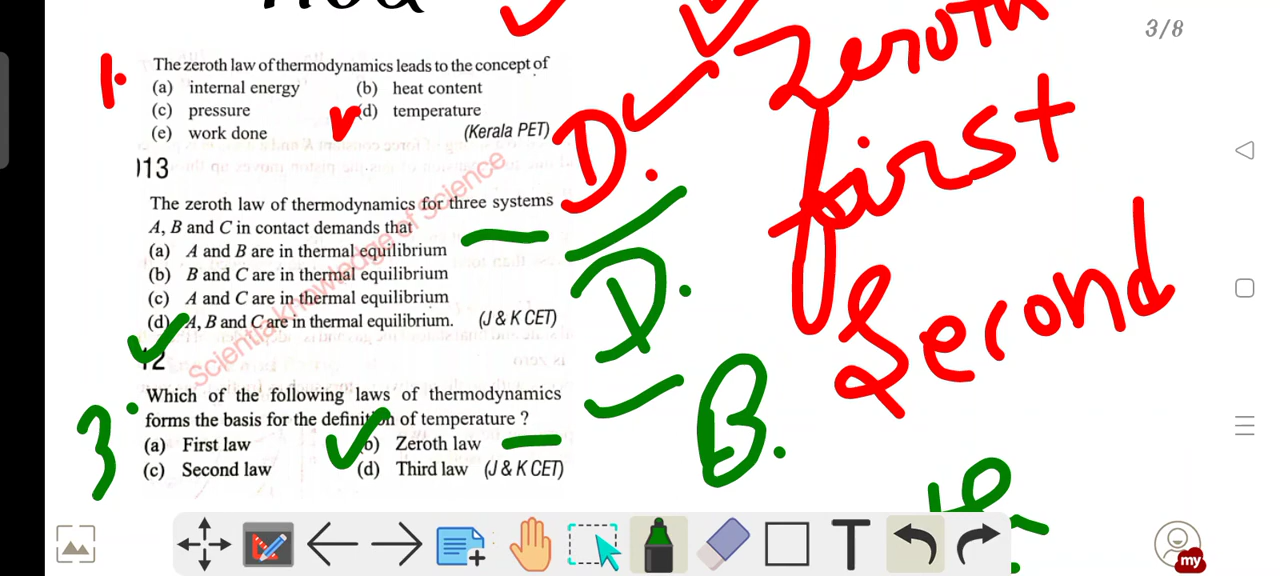 3/8
1.
The zeroth law of thermodynamics leads to the concept of
(a) internal energy (b) heat content
(c) pressure (d) temperature
(e) work done (Kerala PET)
D.
Zeroth
first
Second
013
The zeroth law of thermodynamics for three systems
A, B and C in contact demands that
(a) A and B are in thermal equilibrium
(b) B and C are in thermal equilibrium
(c) A and C are in thermal equilibrium
(d) A, B and C are in thermal equilibrium. (J & K CET)
D.
Scientia knowledge of Science
12
3.
Which of the following laws of thermodynamics
forms the basis for the definition of temperature ?
(a) First law (b) Zeroth law
(c) Second law (d) Third law (J & K CET)
B.
T
my